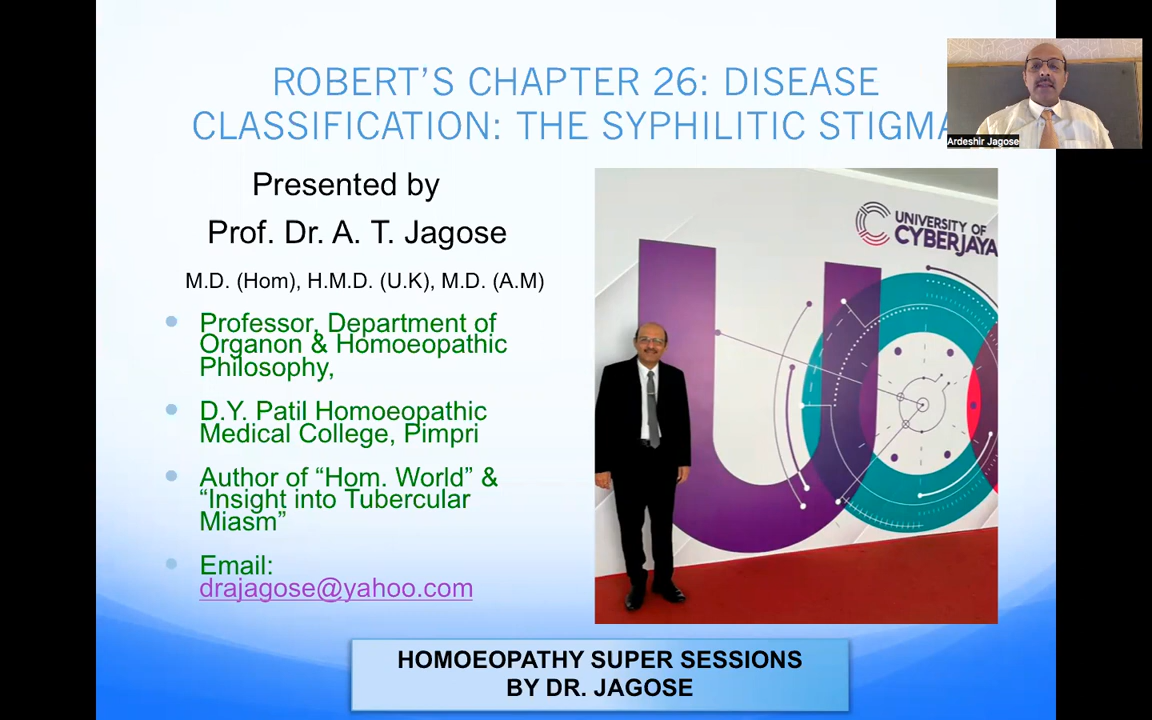 ROBERT'S CHAPTER 26: DISEASE
CLASSIFICATION: THE SYPHILITIC STIGMA
Ardeshir Jagose
Presented by
Prof. Dr. A. T. Jagose
M.D. (Hom), H.M.D. (U.K), M.D. (A.M)
Professor, Department of
Organon & Homoeopathic
Philosophy,
D.Y. Patil Homoeopathic
Medical College, Pimpri
Author of “Hom. World” &
“Insight into Tubercular
Miasm”
Email:
drajagose@yahoo.com
UNIVERSITY OF
CYBERJAYA
HOMOEOPATHY SUPER SESSIONS
BY DR. JAGOSE